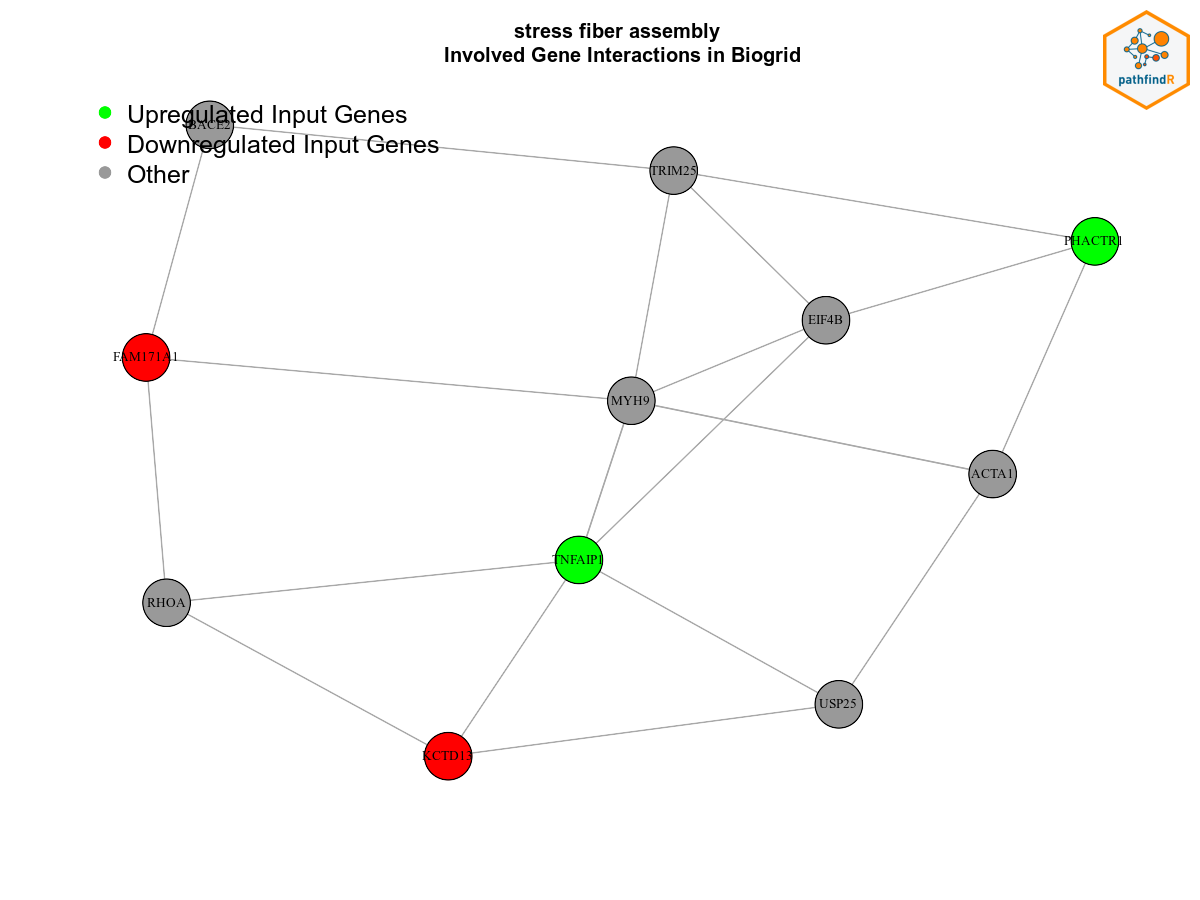 stress fiber assembly
Involved Gene Interactions in Biogrid
pathfindR
Upregulated Input Genes
BACE2
Downregulated Input Genes
Other
TRIM25
PHACTR1
EIF4B
FAM171A1
MYH9
ACTA1
TNFAIP1
RHOA
USP25
KCTD13